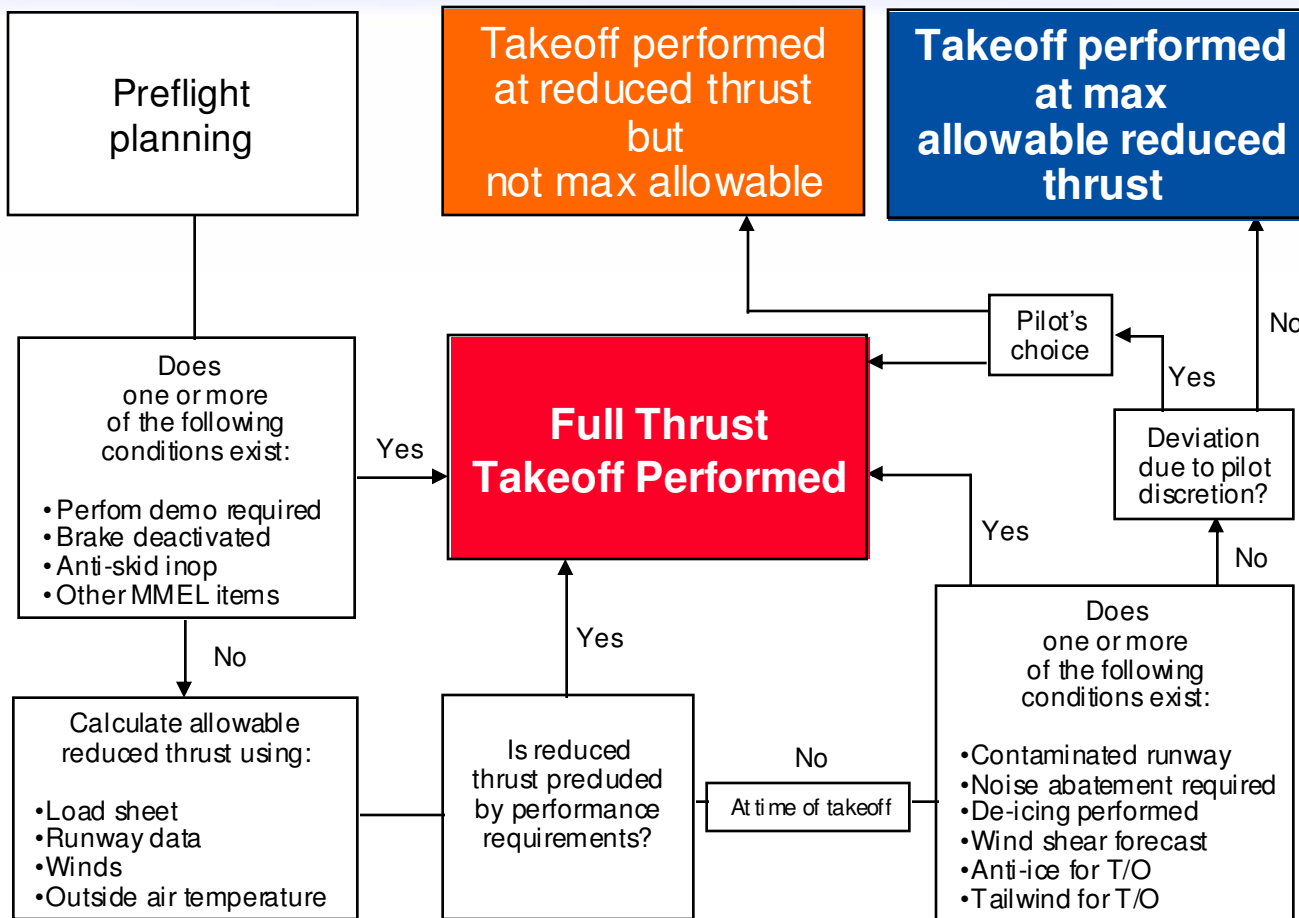 Preflight
planning
Takeoff performed
at reduced thrust
but
not max allowable
Takeoff performed
at max
allowable reduced
thrust
Does
one or more
of the following
conditions exist:
•Perfom demo required
•Brake deactivated
•Anti-skid inop
•Other MMEL items
Yes
Full Thrust
Takeoff Performed
Pilot's
choice
No
Yes
Deviation
due to pilot
discretion?
Yes
No
No
Yes
Calculate allowable
reduced thrust using:
•Load sheet
•Runway data
•Winds
•Outside air temperature
Is reduced
thrust precluded
by performance
requirements?
No
At time of takeoff
Does
one or more
of the following
conditions exist:
•Contaminated runway
•Noise abatement required
•De-icing performed
•Wind shear forecast
•Anti-ice for T/O
•Tailwind for T/O